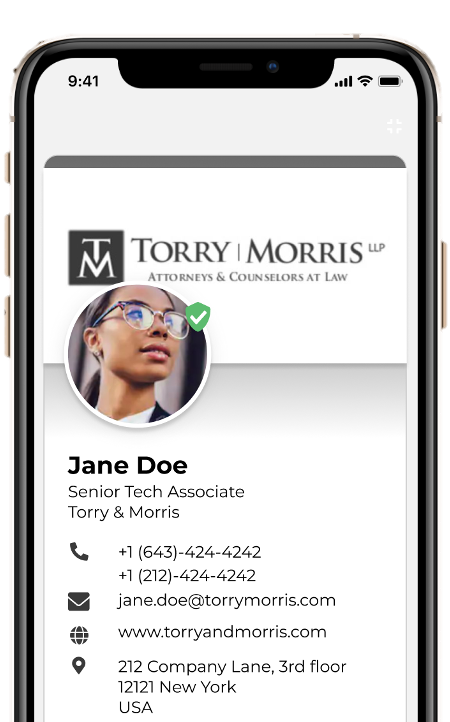 9:41
TM
TORRY | MORRIS LLP
ATTORNEYS & COUNSELORS AT LAW
Jane Doe
Senior Tech Associate
Torry & Morris
+1 (643)-424-4242
+1 (212)-424-4242
jane.doe@torrymorris.com
www.torryandmorris.com
212 Company Lane, 3rd floor
12121 New York
USA